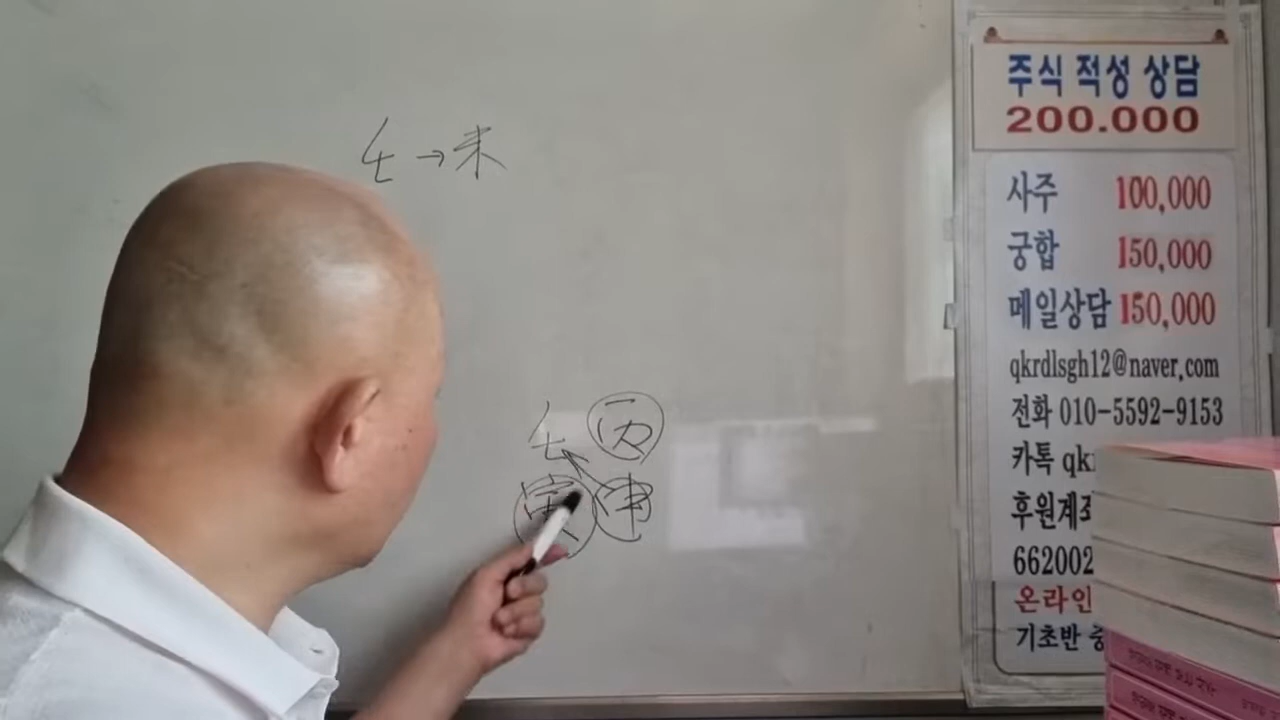 壬→未
壬 丙
寅 申
주식 적성 상담
200.000
사주 100,000
궁합 150,000
메일상담 150,000
qkrdlsgh12@naver.com
전화 010-5592-9153
카톡
후원계좌
662002
온라인
기초반